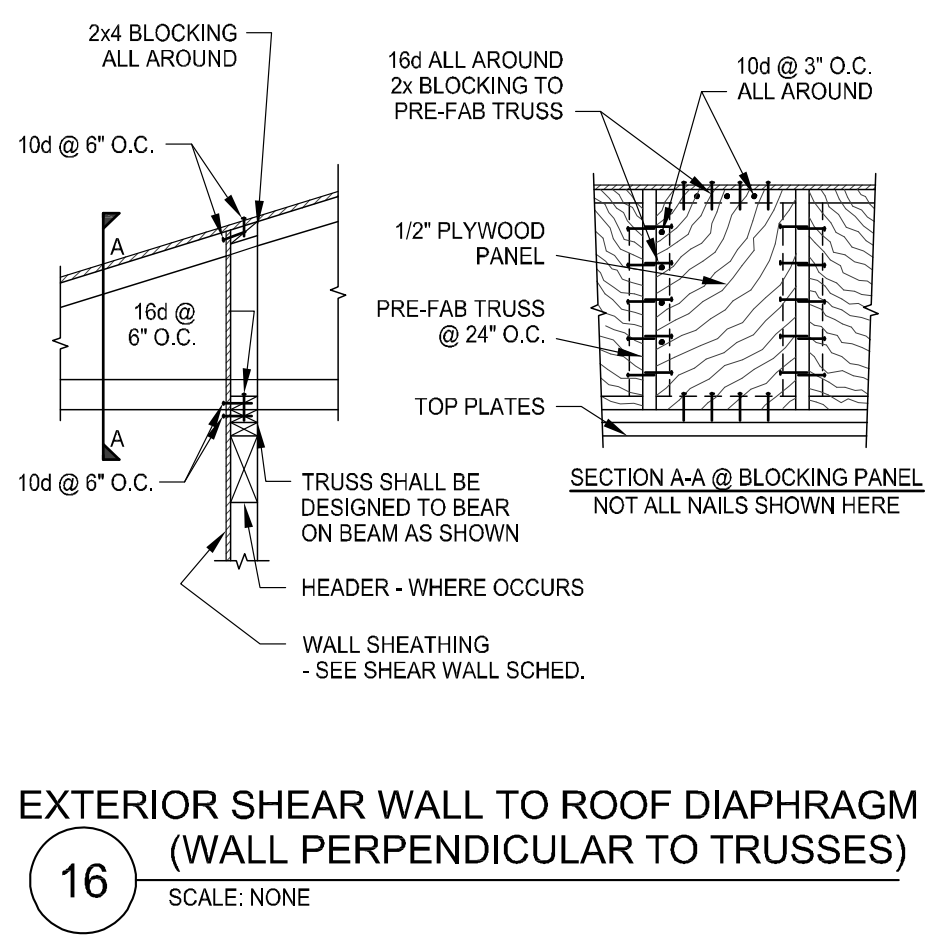 2x4 BLOCKING
ALL AROUND
10d @ 6" O.C.
A
16d @
6" O.C.
A
10d @ 6" O.C.
TRUSS SHALL BE
DESIGNED TO BEAR
ON BEAM AS SHOWN
HEADER - WHERE OCCURS
WALL SHEATHING
- SEE SHEAR WALL SCHED.
16d ALL AROUND
2x BLOCKING TO
PRE-FAB TRUSS
10d @ 3" O.C.
ALL AROUND
1/2" PLYWOOD
PANEL
PRE-FAB TRUSS
@ 24" O.C.
TOP PLATES
SECTION A-A @ BLOCKING PANEL
NOT ALL NAILS SHOWN HERE
EXTERIOR SHEAR WALL TO ROOF DIAPHRAGM
(WALL PERPENDICULAR TO TRUSSES)
16
SCALE: NONE